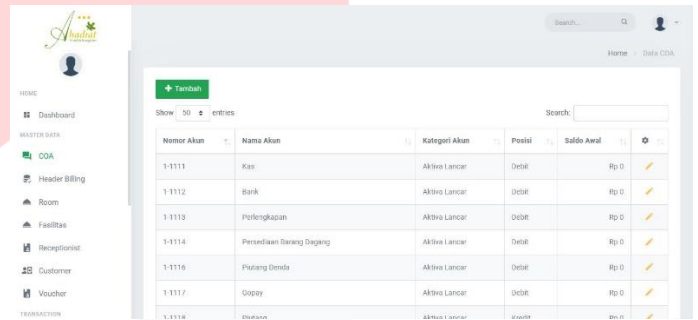 Ahadiat
Search...
Home / Data COA
HOME
Dashboard
MASTER DATA
COA
Header Billing
Room
Fasilitas
Receptionist
Customer
Voucher
TRANSACTION
+ Tambah
Show 50 entries
Search:
Nomor Akun Nama Akun Kategori Akun Posisi Saldo Awal
1-1111 Kas Aktiva Lancar Debit Rp 0
1-1112 Bank Aktiva Lancar Debit Rp 0
1-1113 Perlengkapan Aktiva Lancar Debit Rp 0
1-1114 Persediaan Barang Dagang Aktiva Lancar Debit Rp 0
1-1116 Piutang Denda Aktiva Lancar Debit Rp 0
1-1117 Gopay Aktiva Lancar Debit Rp 0
1-1118 Piutang Aktiva Lancar Kredit Rp 0